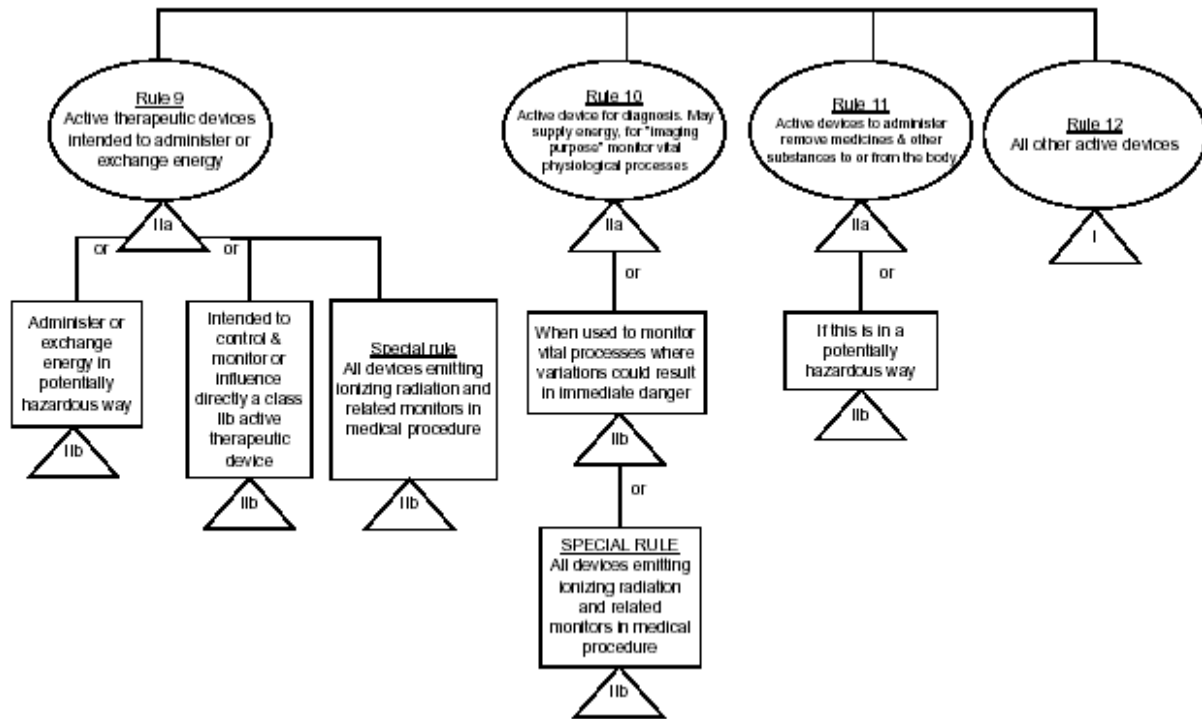 Rule 9
Active therapeutic devices
intended to administer or
exchange energy
IIa
or
or
Administer or
exchange
energy in
potentially
hazardous way
IIb
Intended to
control &
monitor or
influence
directly a class
IIb active
therapeutic
device
IIb
Special rule
All devices emitting
ionizing radiation and
related monitors in
medical procedure
IIb
Rule 10
Active device for diagnosis. May
supply energy, for "imaging
purpose" monitor vital
physiological processes
IIa
or
When used to monitor
vital processes where
variations could result
in immediate danger
IIb
or
SPECIAL RULE
All devices emitting
ionizing radiation
and related
monitors in medical
procedure
IIb
Rule 11
Active devices to administer
remove medicines & other
substances to or from the body
IIa
or
If this is in a
potentially
hazardous way
IIb
Rule 12
All other active devices
I